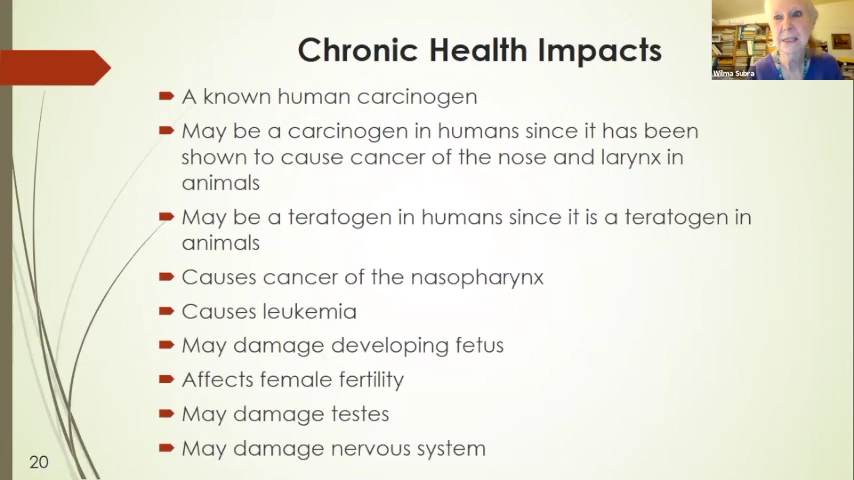 Chronic Health Impacts
Wilma Subra
A known human carcinogen
May be a carcinogen in humans since it has been
shown to cause cancer of the nose and larynx in
animals
May be a teratogen in humans since it is a teratogen in
animals
Causes cancer of the nasopharynx
Causes leukemia
May damage developing fetus
Affects female fertility
May damage testes
May damage nervous system
20